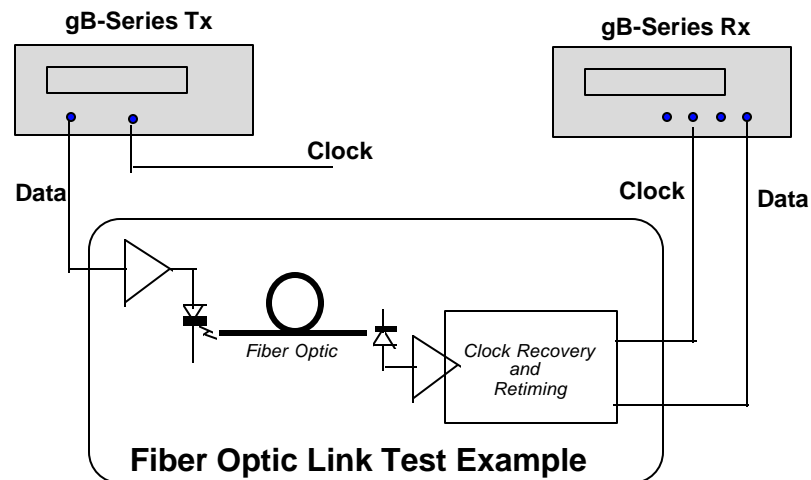 gB-Series Tx
gB-Series Rx
Clock
Data
Clock
Data
Fiber Optic
Clock Recovery
and
Retiming
Fiber Optic Link Test Example